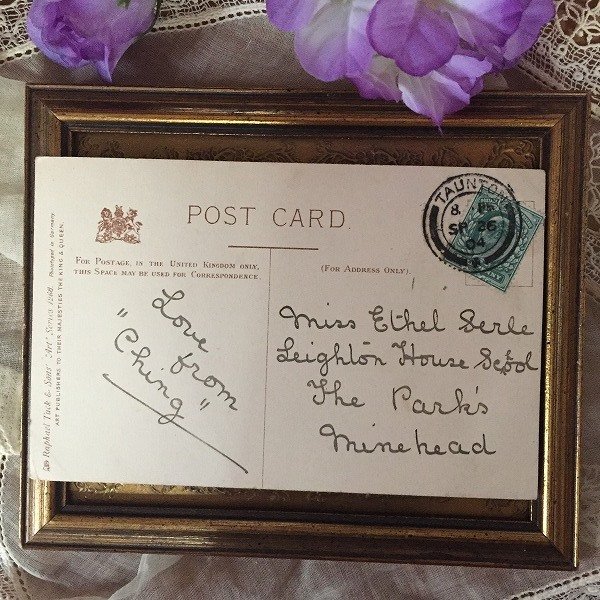 POST CARD.
FOR POSTAGE, IN THE UNITED KINGDOM ONLY,
THIS SPACE MAY BE USED FOR CORRESPONDENCE.
(FOR ADDRESS ONLY).
Love
from
"Ching"
Miss Ethel Serle
Leighton House School
The Park's
Minehead
TAUNTON
SP 26
04
Raphael Tuck & Sons' "Art" Series
ART PUBLISHERS TO THEIR MAJESTIES THE KING & QUEEN.